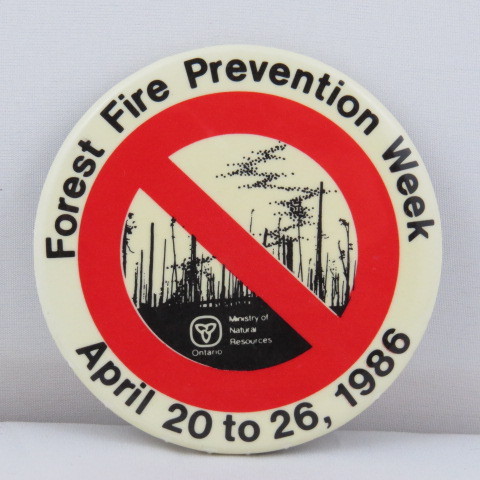 Forest Fire Prevention Week
Ministry of
Natural
Resources
Ontario
April 20 to 26, 1986